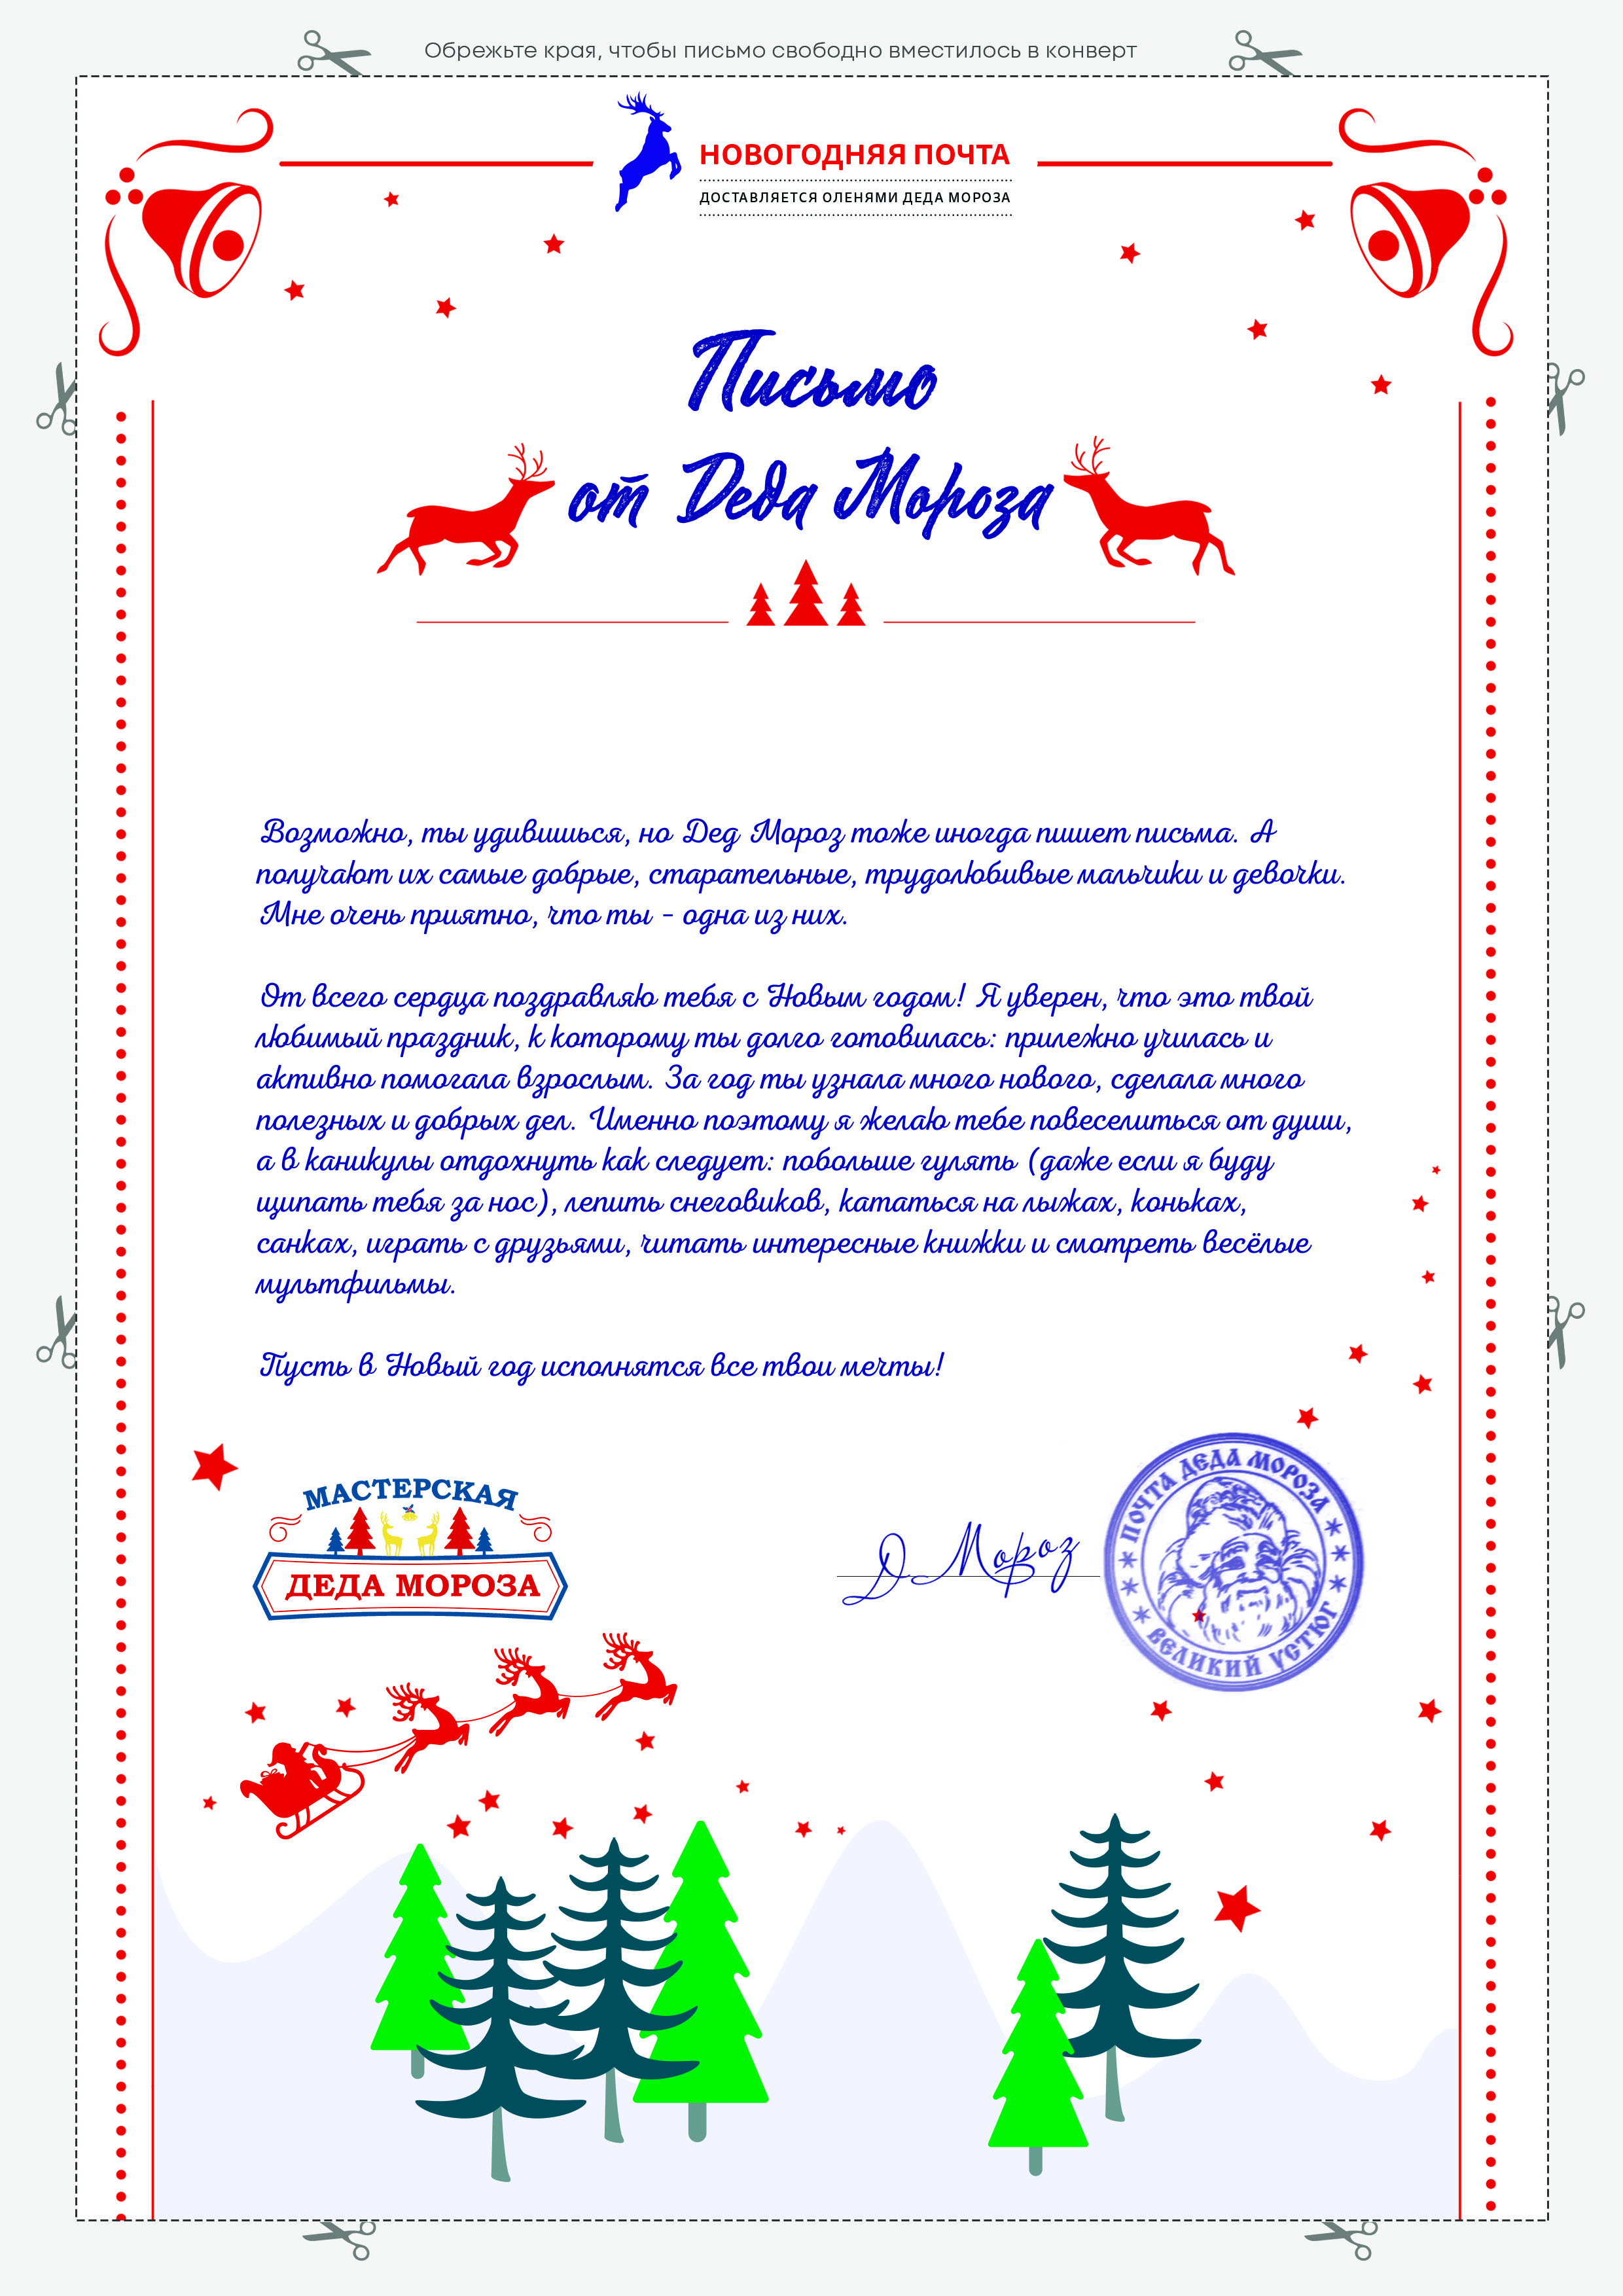 Обрежьте края, чтобы письмо свободно вместилось в конверт
НОВОГОДНЯЯ ПОЧТА
ДОСТАВЛЯЕТСЯ ОЛЕНЯМИ ДЕДА МОРОЗА
Письмо
от Деда Мороза
Возможно, ты удивишься, но Дед Мороз тоже иногда пишет письма. А
получают их самые добрые, старательные, трудолюбивые мальчики и девочки.
Мне очень приятно, что ты - одна из них.
От всего сердца поздравляю тебя с Новым годом! Я уверен, что это твой
любимый праздник, к которому ты долго готовилась: прилежно училась и
активно помогала взрослым. За год ты узнала много нового, сделала много
полезных и добрых дел. Именно поэтому я желаю тебе повеселиться от души,
а в каникулы отдохнуть как следует: побольше гулять (даже если я буду
щипать тебя за нос), лепить снеговиков, кататься на лыжах, коньках,
санках, играть с друзьями, читать интересные книжки и смотреть весёлые
мультфильмы.
Пусть в Новый год исполнятся все твои мечты!
МАСТЕРСКАЯ
ДЕДА МОРОЗА
Д Мороз
ПОЧТА ДЕДА МОРОЗА
ВЕЛИКИЙ УСТЮГ